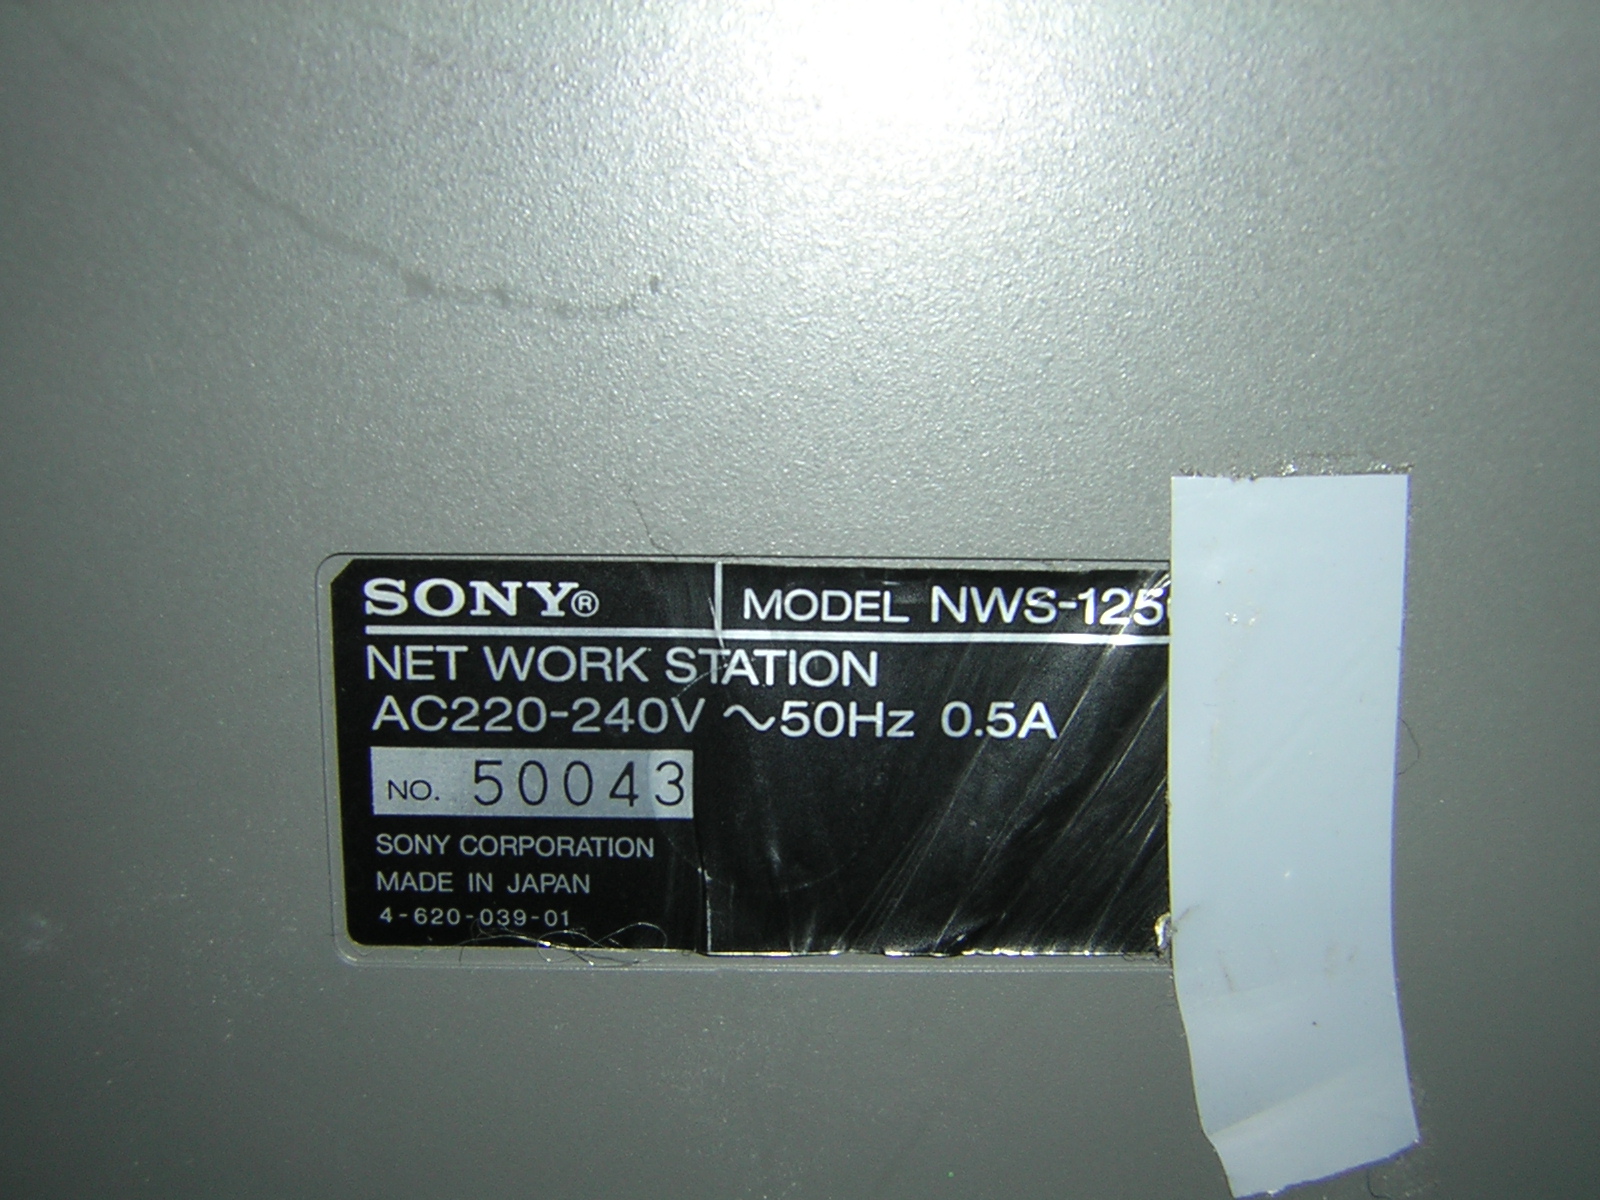 SONY® MODEL NWS-125
NET WORK STATION
AC220-240V ~50Hz 0.5A
NO. 50043
SONY CORPORATION
MADE IN JAPAN
4-620-039-01